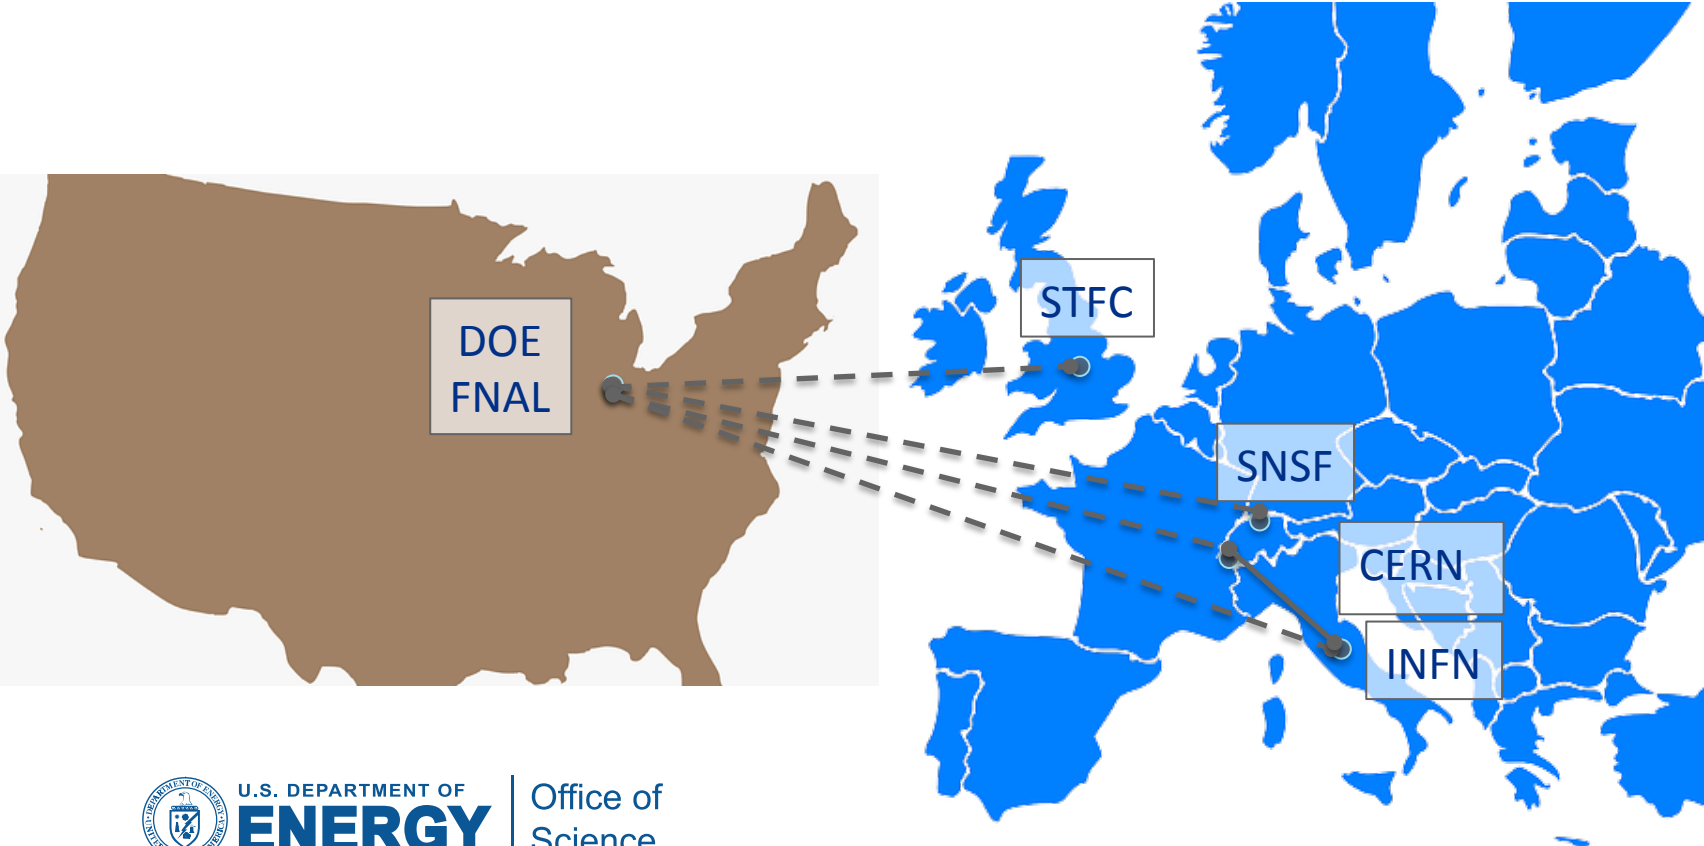 STFC
DOE
FNAL
SNSF
CERN
INFN
U.S. DEPARTMENT OF
ENERGY
Office of
Science